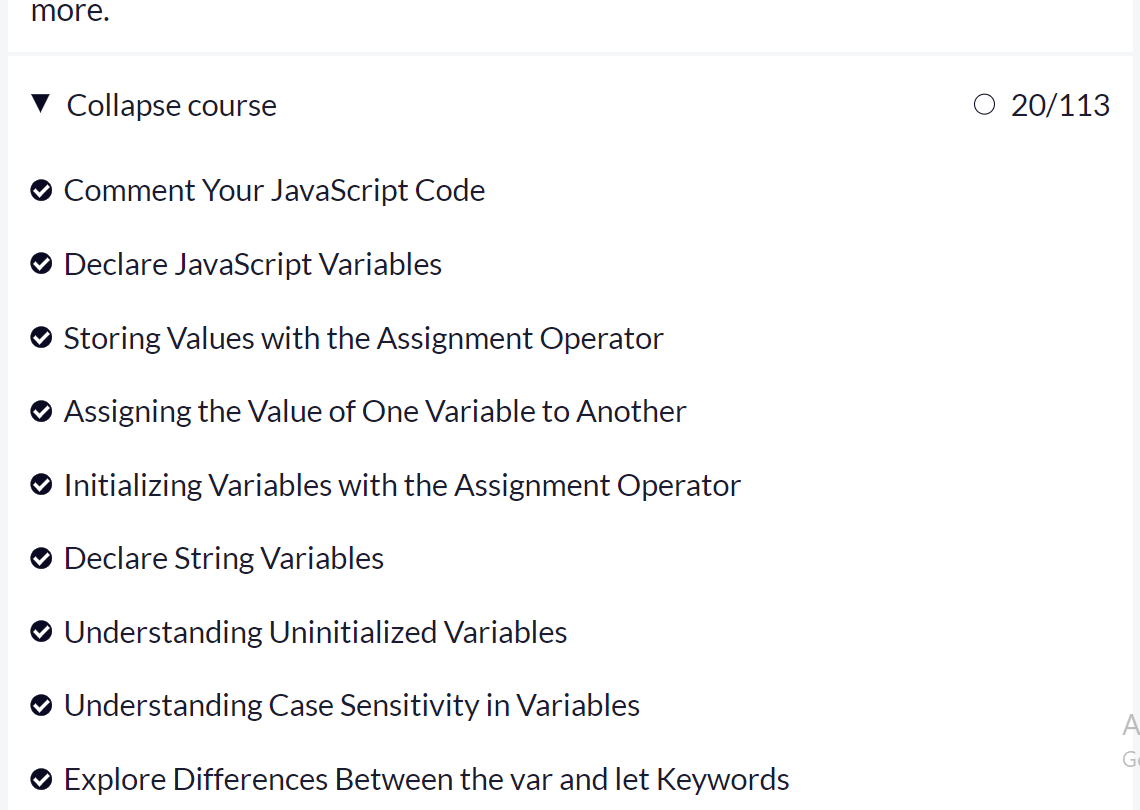 more.
Collapse course
20/113
Comment Your JavaScript Code
Declare JavaScript Variables
Storing Values with the Assignment Operator
Assigning the Value of One Variable to Another
Initializing Variables with the Assignment Operator
Declare String Variables
Understanding Uninitialized Variables
Understanding Case Sensitivity in Variables
Explore Differences Between the var and let Keywords